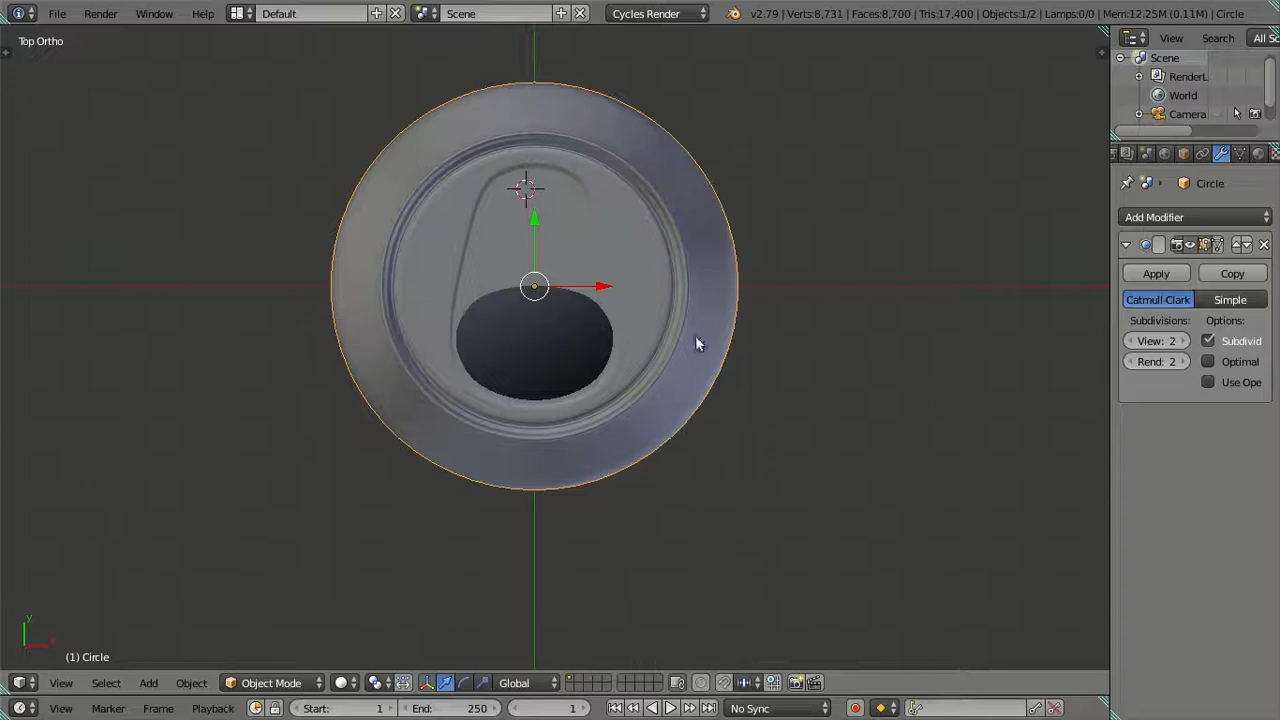 File Render Window Help Default Scene Cycles Render v2.79 | Verts:8,731 | Faces:8,700 | Tris:17,400 | Objects:1/2 | Lamps:0/0 | Mem:12.25M (0.11M) | Circle
Top Ortho
View Search All Sc
Scene
RenderL
World
Camera
Circle
Add Modifier
Apply Copy
Catmull-Clark Simple
Subdivisions: Options:
View: 2 Subdivid
Rend: 2 Optimal
Use Ope
y
x
(1) Circle
View Select Add Object Object Mode Global
View Marker Frame Playback Start: 1 End: 250 1 No Sync